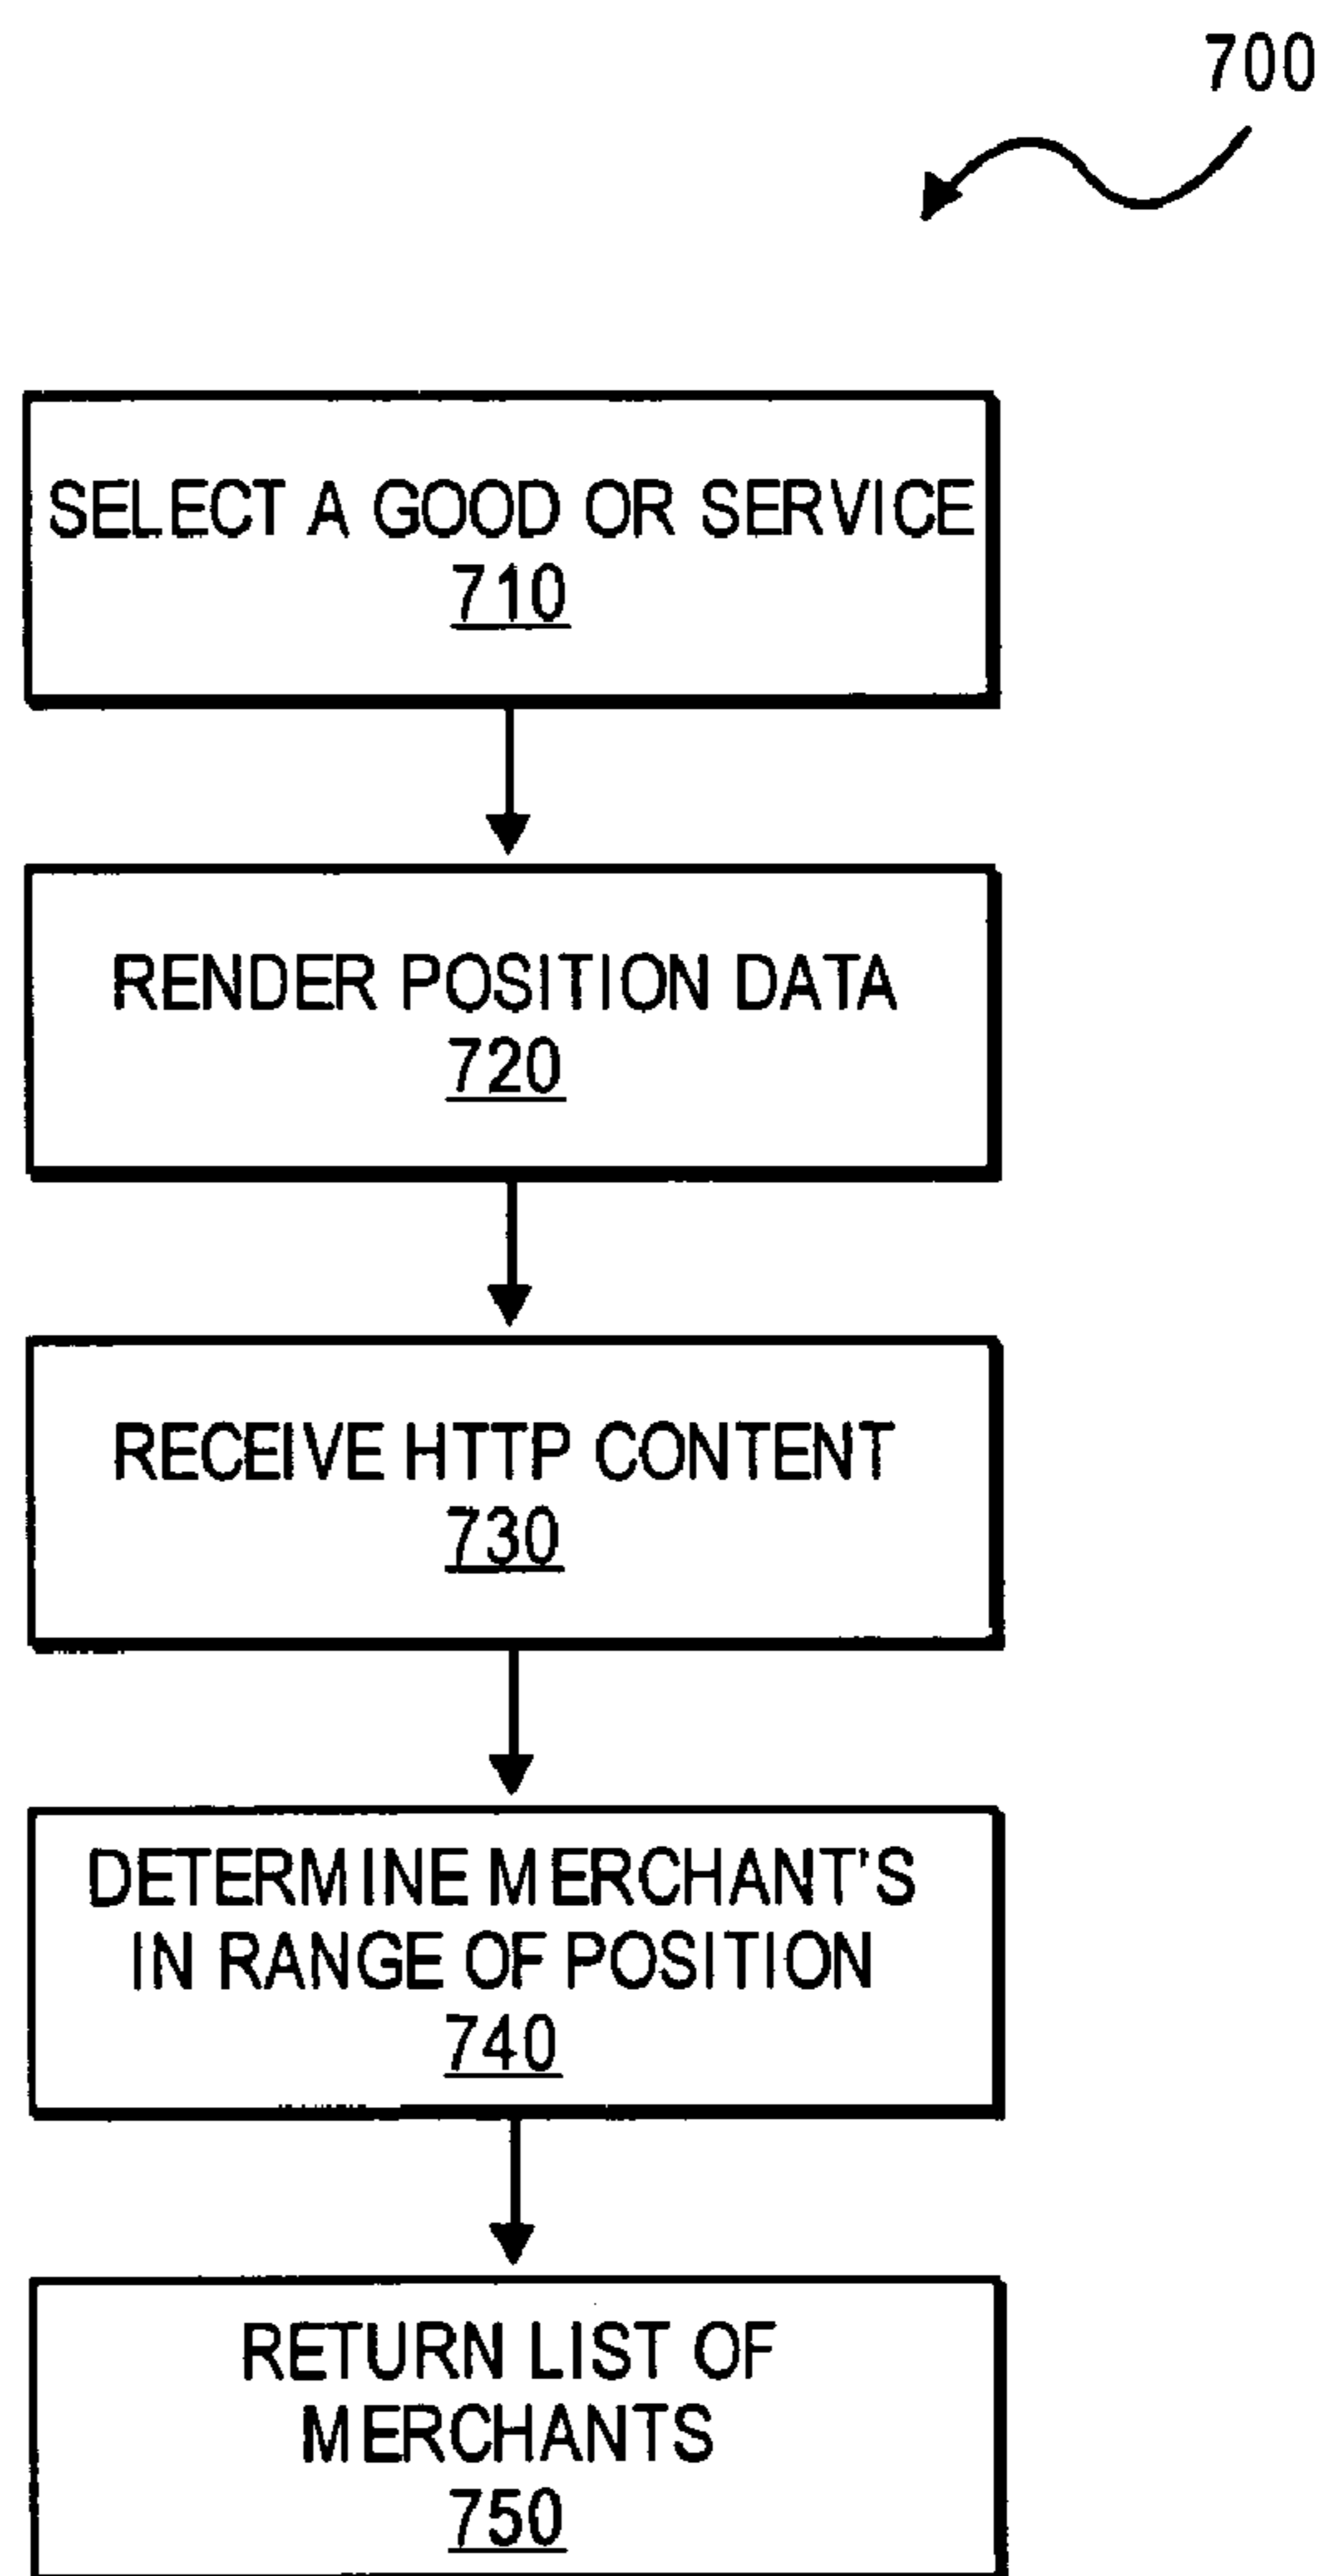 700
SELECT A GOOD OR SERVICE
710
RENDER POSITION DATA
720
RECEIVE HTTP CONTENT
730
DETERMINE MERCHANT'S
IN RANGE OF POSITION
740
RETURN LIST OF
MERCHANTS
750